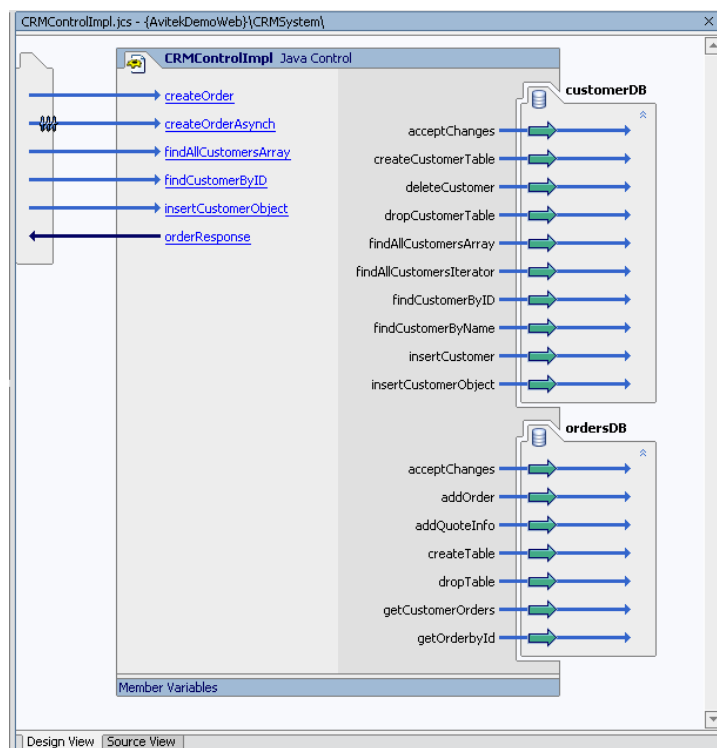 CRMControlImpl.jcs - {AvitekDemoWeb}\CRMSystem\
CRMControlImpl Java Control
createOrder
createOrderAsynch
findAllCustomersArray
findCustomerByID
insertCustomerObject
orderResponse
customerDB
acceptChanges
createCustomerTable
deleteCustomer
dropCustomerTable
findAllCustomersArray
findAllCustomersIterator
findCustomerByID
findCustomerByName
insertCustomer
insertCustomerObject
ordersDB
acceptChanges
addOrder
addQuoteInfo
createTable
dropTable
getCustomerOrders
getOrderbyId
Member Variables
Design View Source View